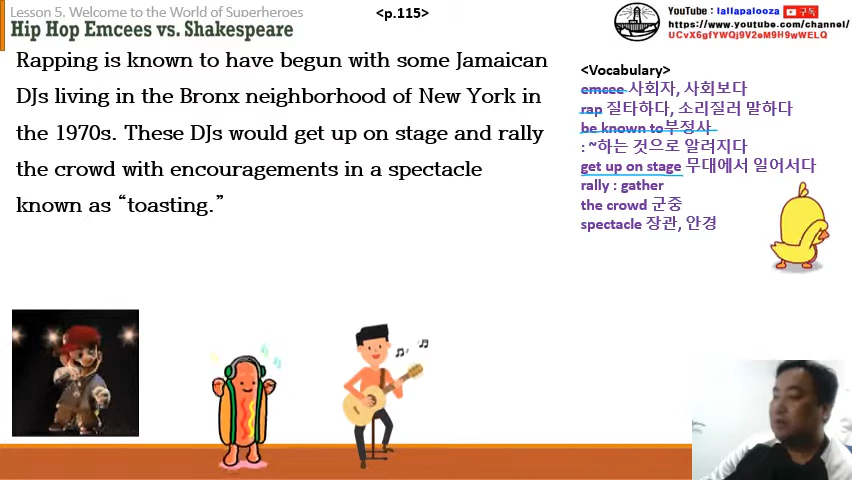 Lesson 5. Welcome to the World of Superheroes
<p.115>
Hip Hop Emcees vs. Shakespeare
YouTube : lallapalooza 구독
https://www.youtube.com/channel/
UCvX6gfYWQj9V2eM9H9wWELQ
Rapping is known to have begun with some Jamaican
DJs living in the Bronx neighborhood of New York in
the 1970s. These DJs would get up on stage and rally
the crowd with encouragements in a spectacle
known as “toasting.”
<Vocabulary>
emcee 사회자, 사회보다
rap 질타하다, 소리질러 말하다
be known to부정사
: ~하는 것으로 알려지다
get up on stage 무대에서 일어서다
rally : gather
the crowd 군중
spectacle 장관, 안경